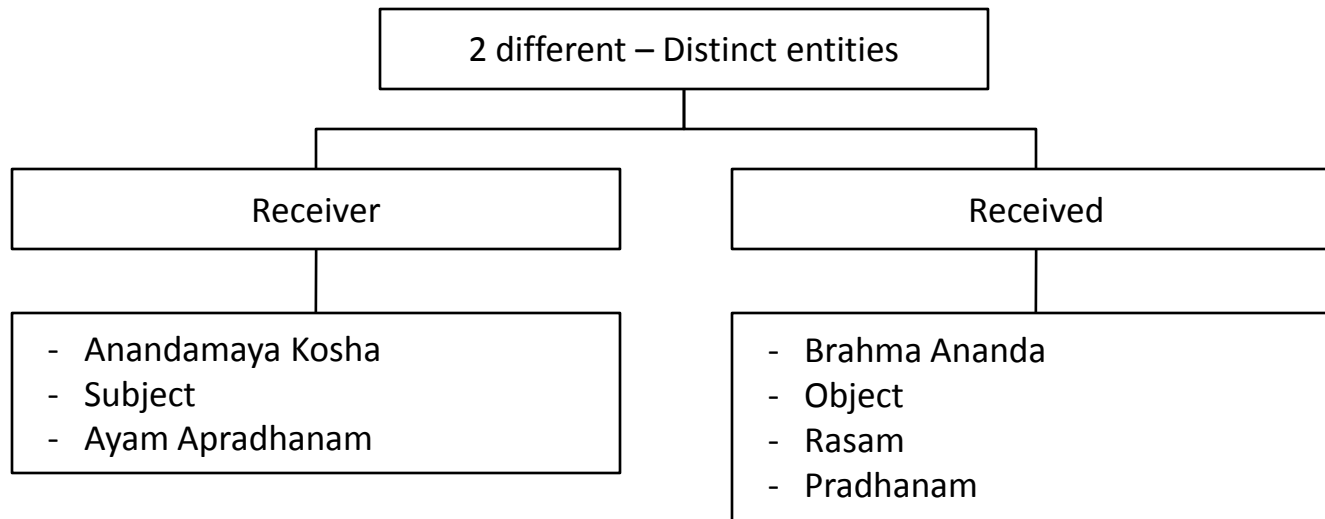 2 different – Distinct entities
Receiver
Received
- Anandamaya Kosha
- Subject
- Ayam Apradhanam
- Brahma Ananda
- Object
- Rasam
- Pradhanam